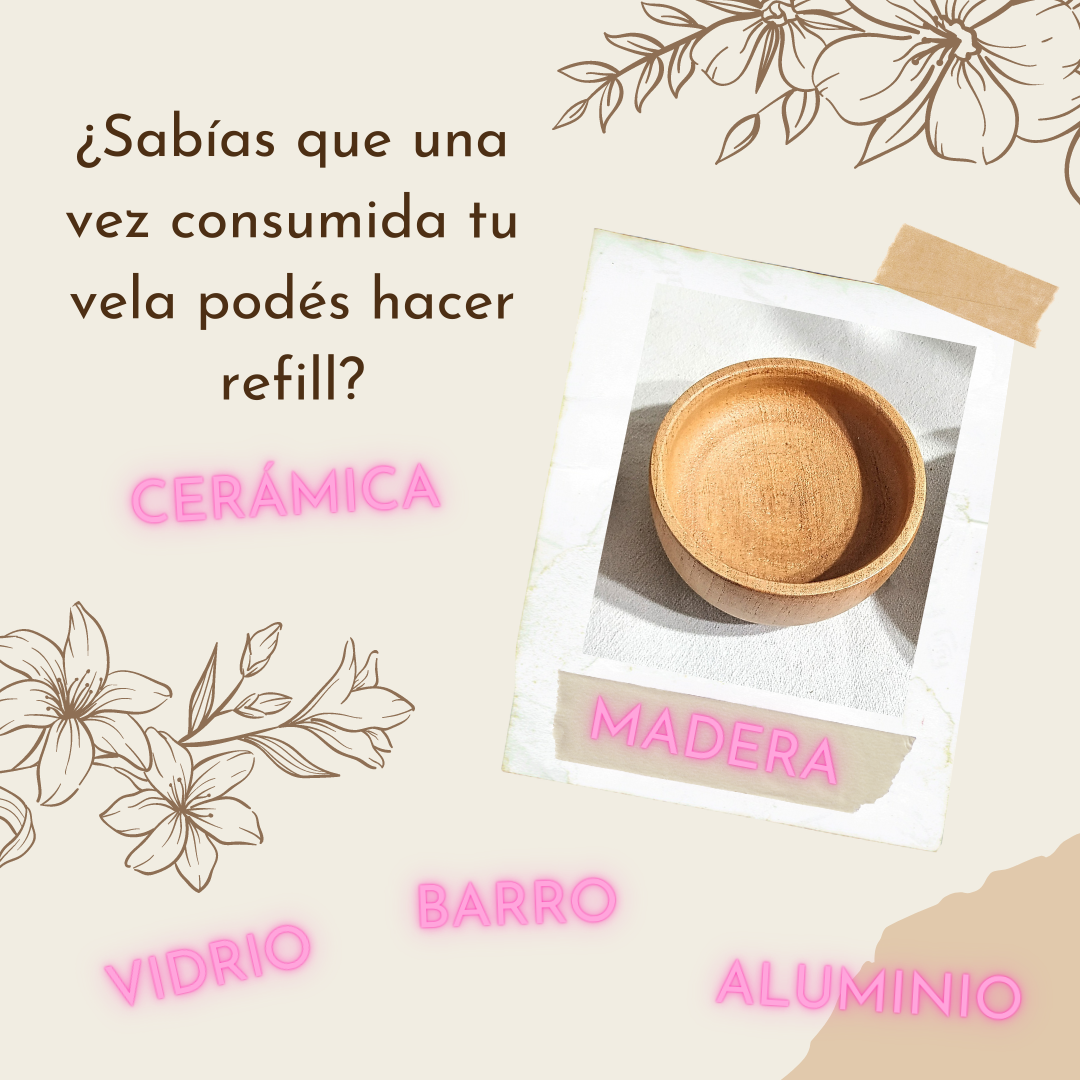 ¿Sabías que una
vez consumida tu
vela podés hacer
refill?
CERÁMICA
MADERA
BARRO
VIDRIO
ALUMINIO